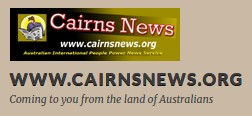 Cairns News
www.cairnsnews.org
Australian International People Power News Service
WWW.CAIRNSNEWS.ORG
Coming to you from the land of Australians